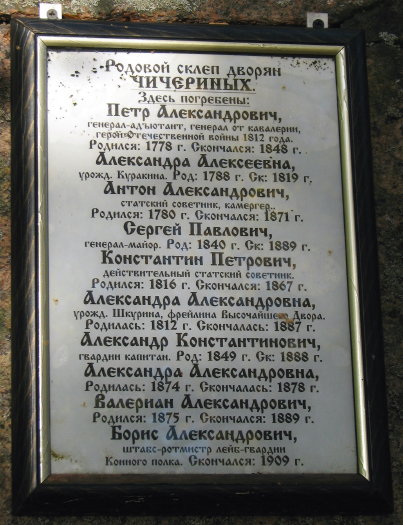 Родовой склеп дворян
ЧИЧЕРИНЫХ.
Здесь погребены:
Петр Александрович,
генерал-адъютант, генерал от кавалерии,
герой Отечественной войны 1812 года.
Родился: 1778 г. Скончался: 1848 г.
Александра Алексеевна,
урожд. Куракина. Род: 1788 г. Ск: 1819 г.
Антон Александрович,
статский советник, камергер..
Родился: 1780 г. Скончался: 1871 г.
Сергей Павлович,
генерал-майор. Род: 1840 г. Ск: 1889 г.
Константин Петрович,
действительный статский советник.
Родился: 1816 г. Скончался: 1867 г.
Александра Александровна,
урожд. Шкурина, фрейлина Высочайшего Двора.
Родилась: 1812 г. Скончалась: 1887 г.
Александр Константинович,
гвардии капитан. Род: 1849 г. Ск: 1888 г.
Александра Александровна,
Родилась: 1874 г. Скончалась: 1878 г.
Валериан Александрович,
Родился: 1875 г. Скончался: 1889 г.
Борис Александрович,
штабс-ротмистр лейб-гвардии
Конного полка. Скончался: 1909 г.